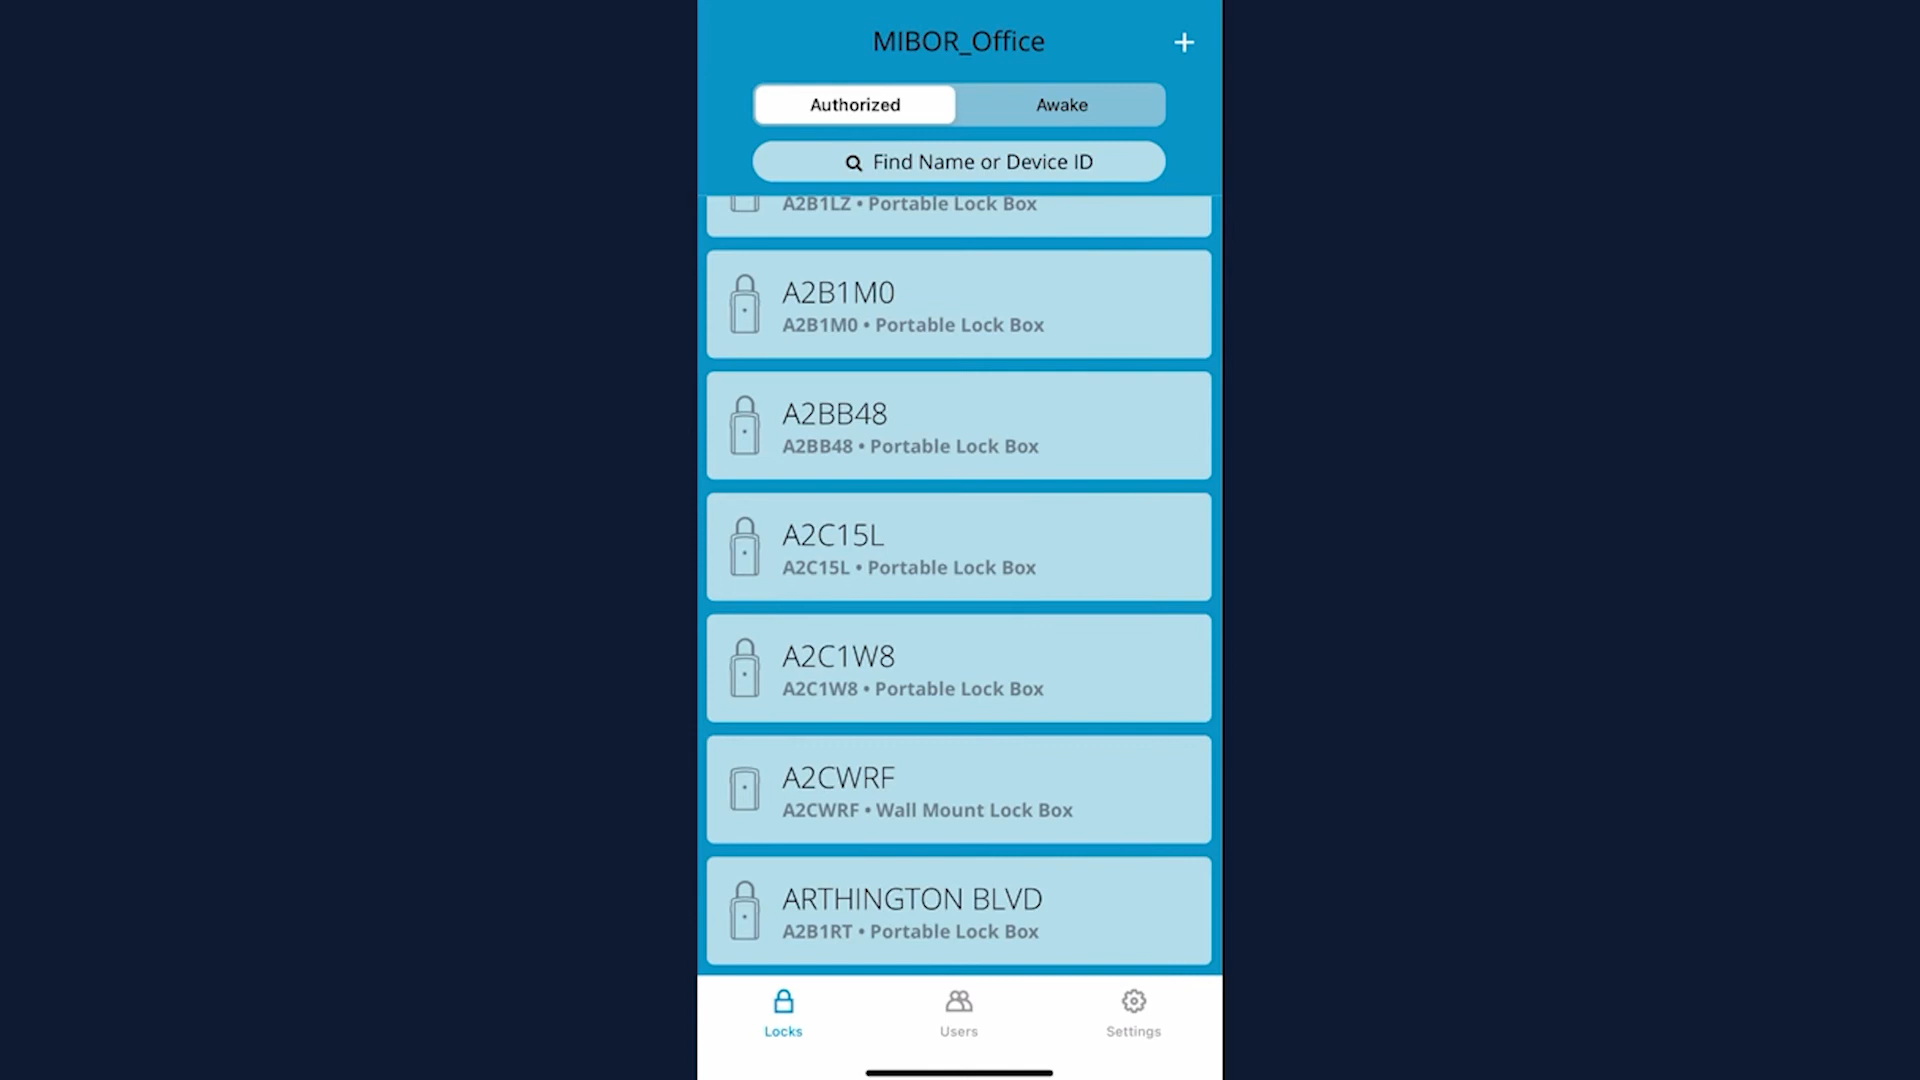 MIBOR_Office
+
Authorized
Awake
Find Name or Device ID
A2B1LZ • Portable Lock Box
A2B1M0
A2B1M0 • Portable Lock Box
A2BB48
A2BB48 • Portable Lock Box
A2C15L
A2C15L • Portable Lock Box
A2C1W8
A2C1W8 • Portable Lock Box
A2CWRF
A2CWRF • Wall Mount Lock Box
ARTHINGTON BLVD
A2B1RT • Portable Lock Box
Locks
Users
Settings